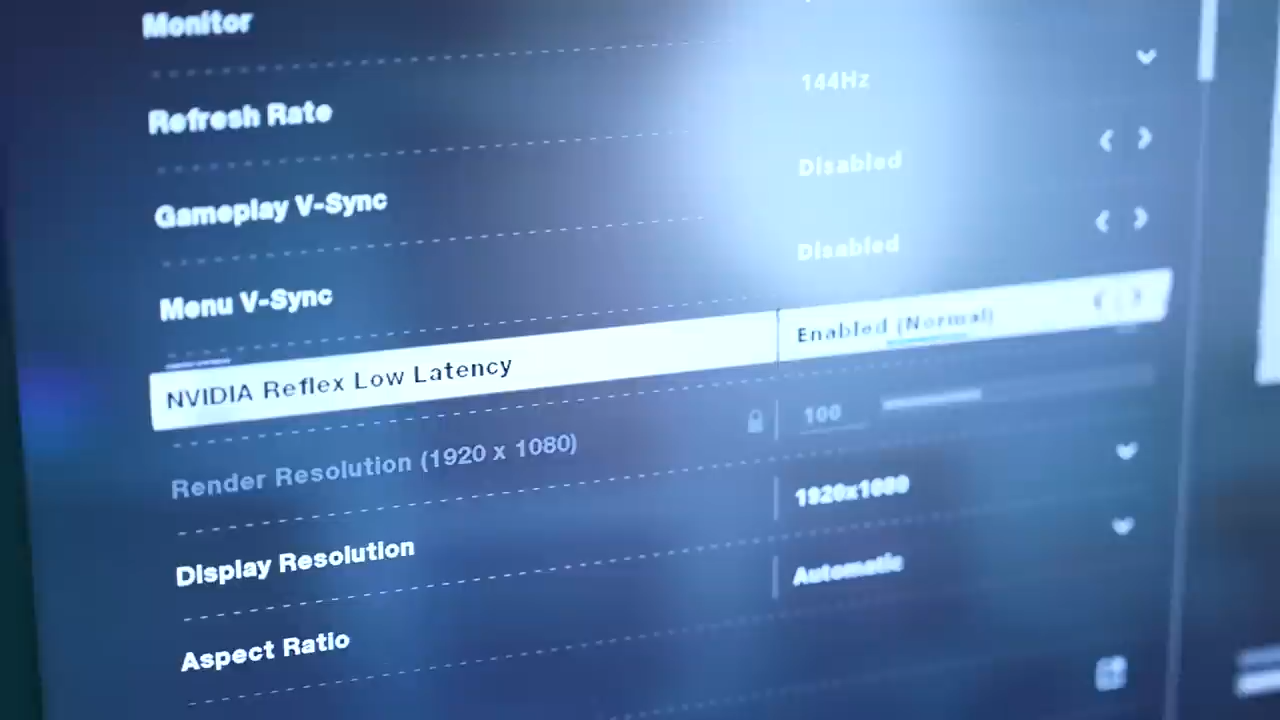 Monitor
Refresh Rate 144Hz
Gameplay V-Sync Disabled
Menu V-Sync Disabled
NVIDIA Reflex Low Latency Enabled (Normal)
Render Resolution (1920 x 1080) 100
Display Resolution 1920x1080
Aspect Ratio Automatic